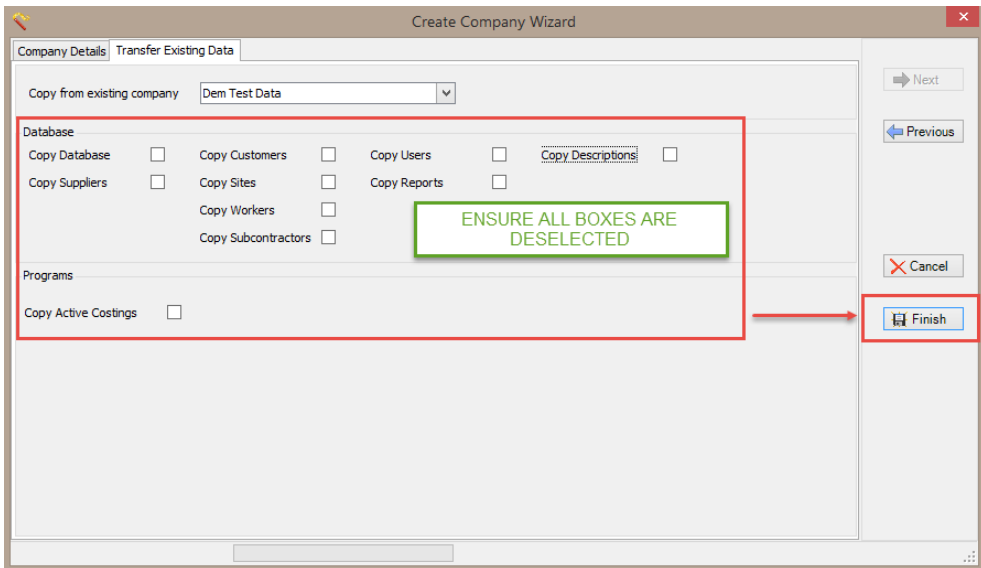 Create Company Wizard
Company Details Transfer Existing Data
Copy from existing company Dem Test Data
Next
Previous
Database
Copy Database Copy Customers Copy Users Copy Descriptions
Copy Suppliers Copy Sites Copy Reports
Copy Workers
Copy Subcontractors
ENSURE ALL BOXES ARE
DESELECTED
Cancel
Programs
Copy Active Costings
Finish